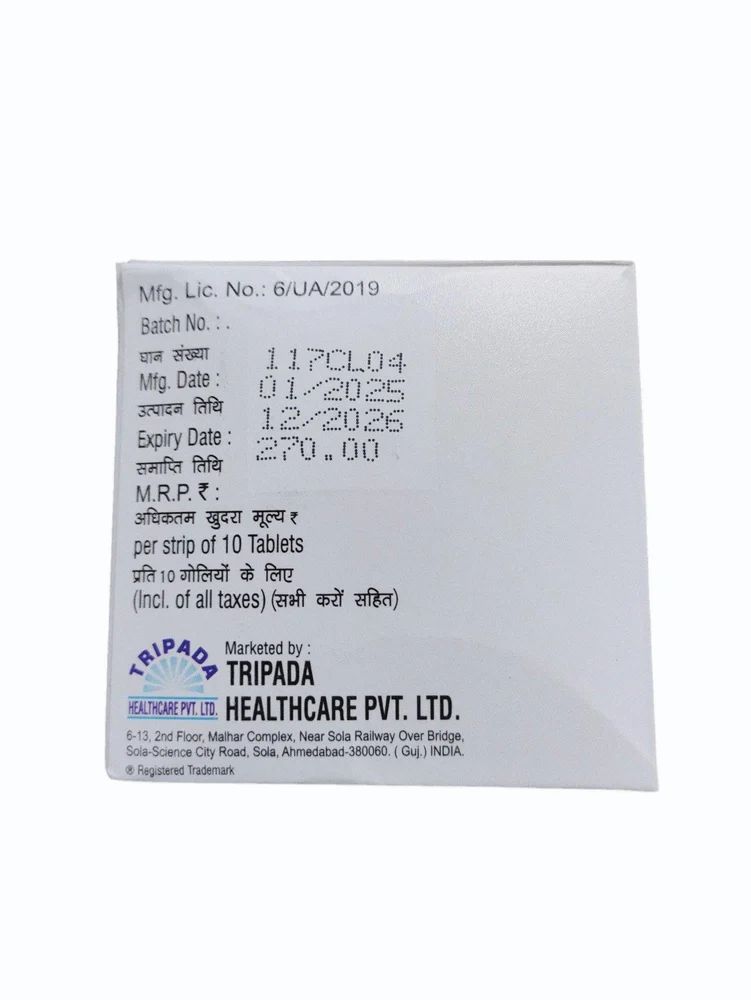 Mfg. Lic. No.: 6/UA/2019
Batch No. : .
घान संख्या
117CL04
Mfg. Date :
01/2025
उत्पादन तिथि
12/2026
Expiry Date :
270.00
समाप्ति तिथि
M.R.P. ₹ :
अधिकतम खुदरा मूल्य ₹
per strip of 10 Tablets
प्रति 10 गोलियों के लिए
(Incl. of all taxes) (सभी करों सहित)
TRIPADA
HEALTHCARE PVT. LTD.
Marketed by :
TRIPADA
HEALTHCARE PVT. LTD.
6-13, 2nd Floor, Malhar Complex, Near Sola Railway Over Bridge,
Sola-Science City Road, Sola, Ahmedabad-380060. ( Guj.) INDIA.
® Registered Trademark